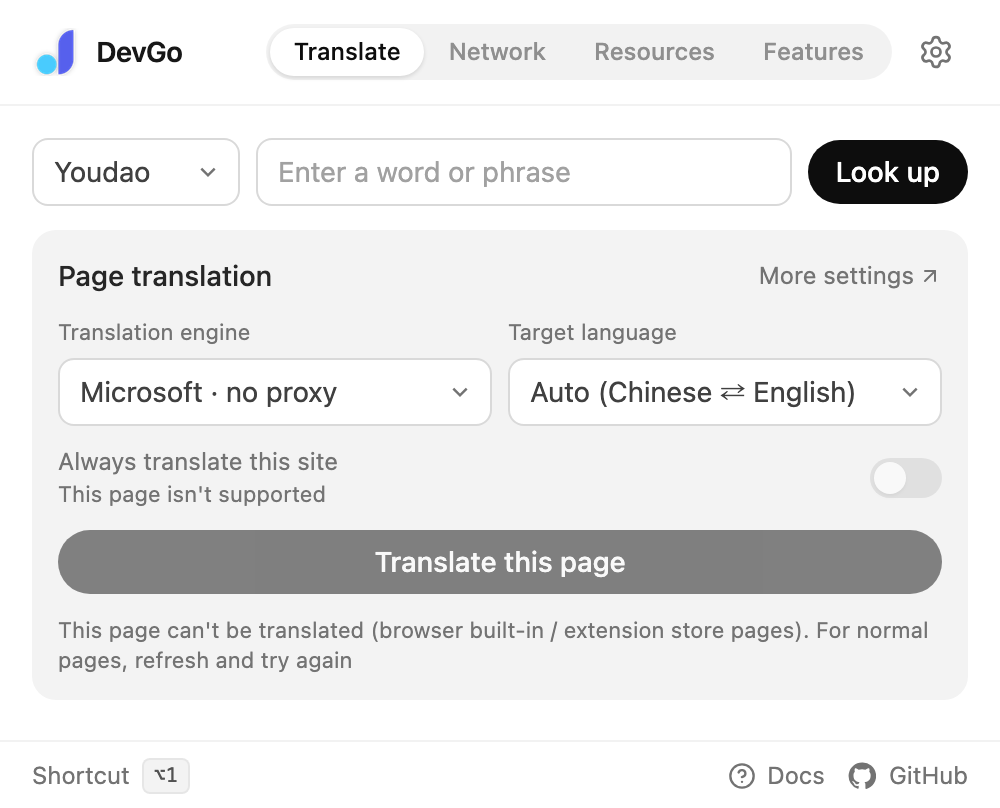 DevGo
Translate
Network
Resources
Features
Youdao
Enter a word or phrase
Look up
Page translation
More settings ↗
Translation engine
Target language
Microsoft · no proxy
Auto (Chinese ⇄ English)
Always translate this site
This page isn't supported
Translate this page
This page can't be translated (browser built-in / extension store pages). For normal
pages, refresh and try again
Shortcut
⌥1
Docs
GitHub